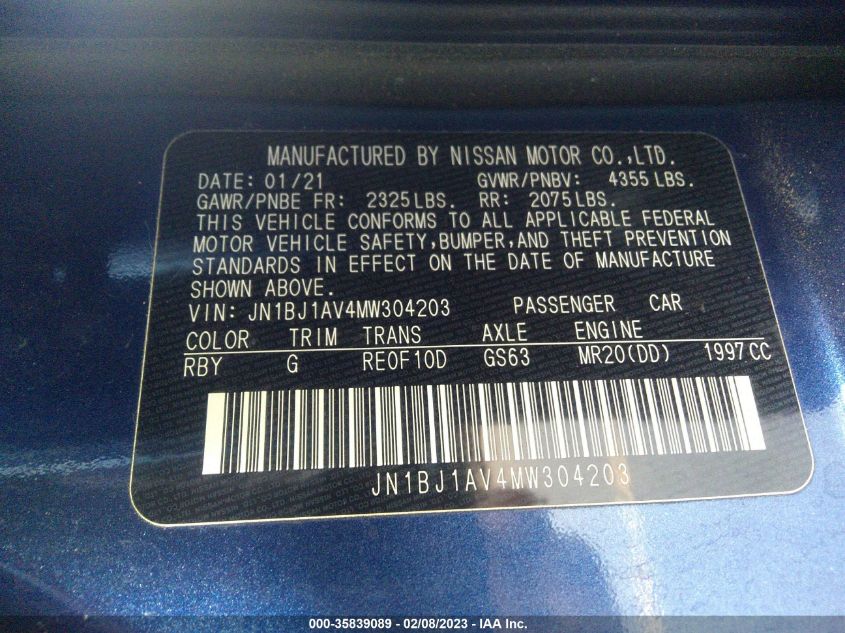 MANUFACTURED BY NISSAN MOTOR CO.,LTD.
DATE: 01/21 GVWR/PNBV: 4355 LBS.
GAWR/PNBE FR: 2325 LBS. RR: 2075 LBS.
THIS VEHICLE CONFORMS TO ALL APPLICABLE FEDERAL
MOTOR VEHICLE SAFETY,BUMPER,AND THEFT PREVENTION
STANDARDS IN EFFECT ON THE DATE OF MANUFACTURE
SHOWN ABOVE.
VIN: JN1BJ1AV4MW304203 PASSENGER CAR
COLOR TRIM TRANS AXLE ENGINE
RBY G RE0F10D GS63 MR20(DD) 1997 CC
JN1BJ1AV4MW304203
000-35839089 - 02/08/2023 - IAA Inc.